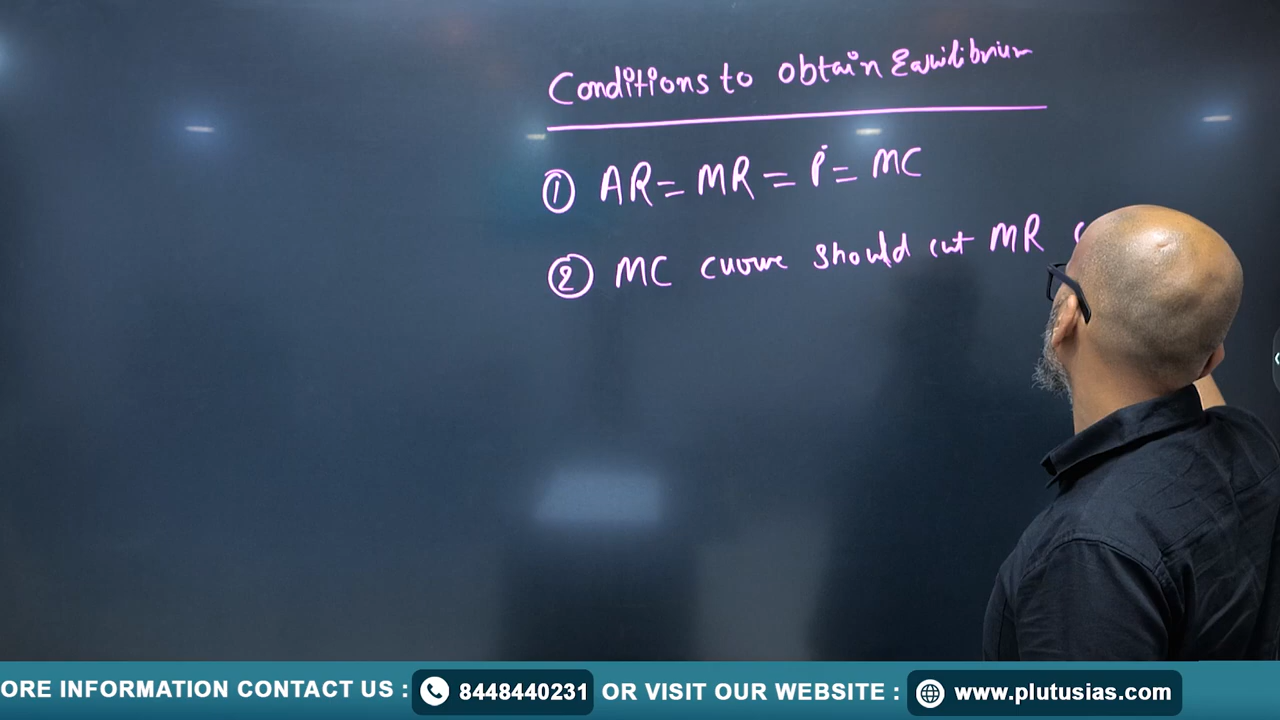 Conditions to obtain Equilibrium
① AR = MR = P = MC
② MC curve should cut MR
ORE INFORMATION CONTACT US : 8448440231 OR VISIT OUR WEBSITE : www.plutusias.com